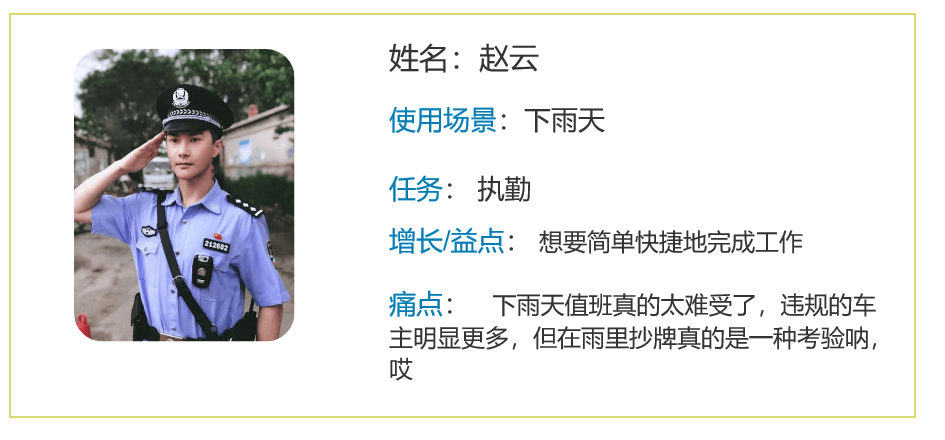 姓名：赵云
使用场景：下雨天
任务： 执勤
增长/益点： 想要简单快捷地完成工作
痛点： 下雨天值班真的太难受了，违规的车
主明显更多，但在雨里抄牌真的是一种考验呐，
哎
212682